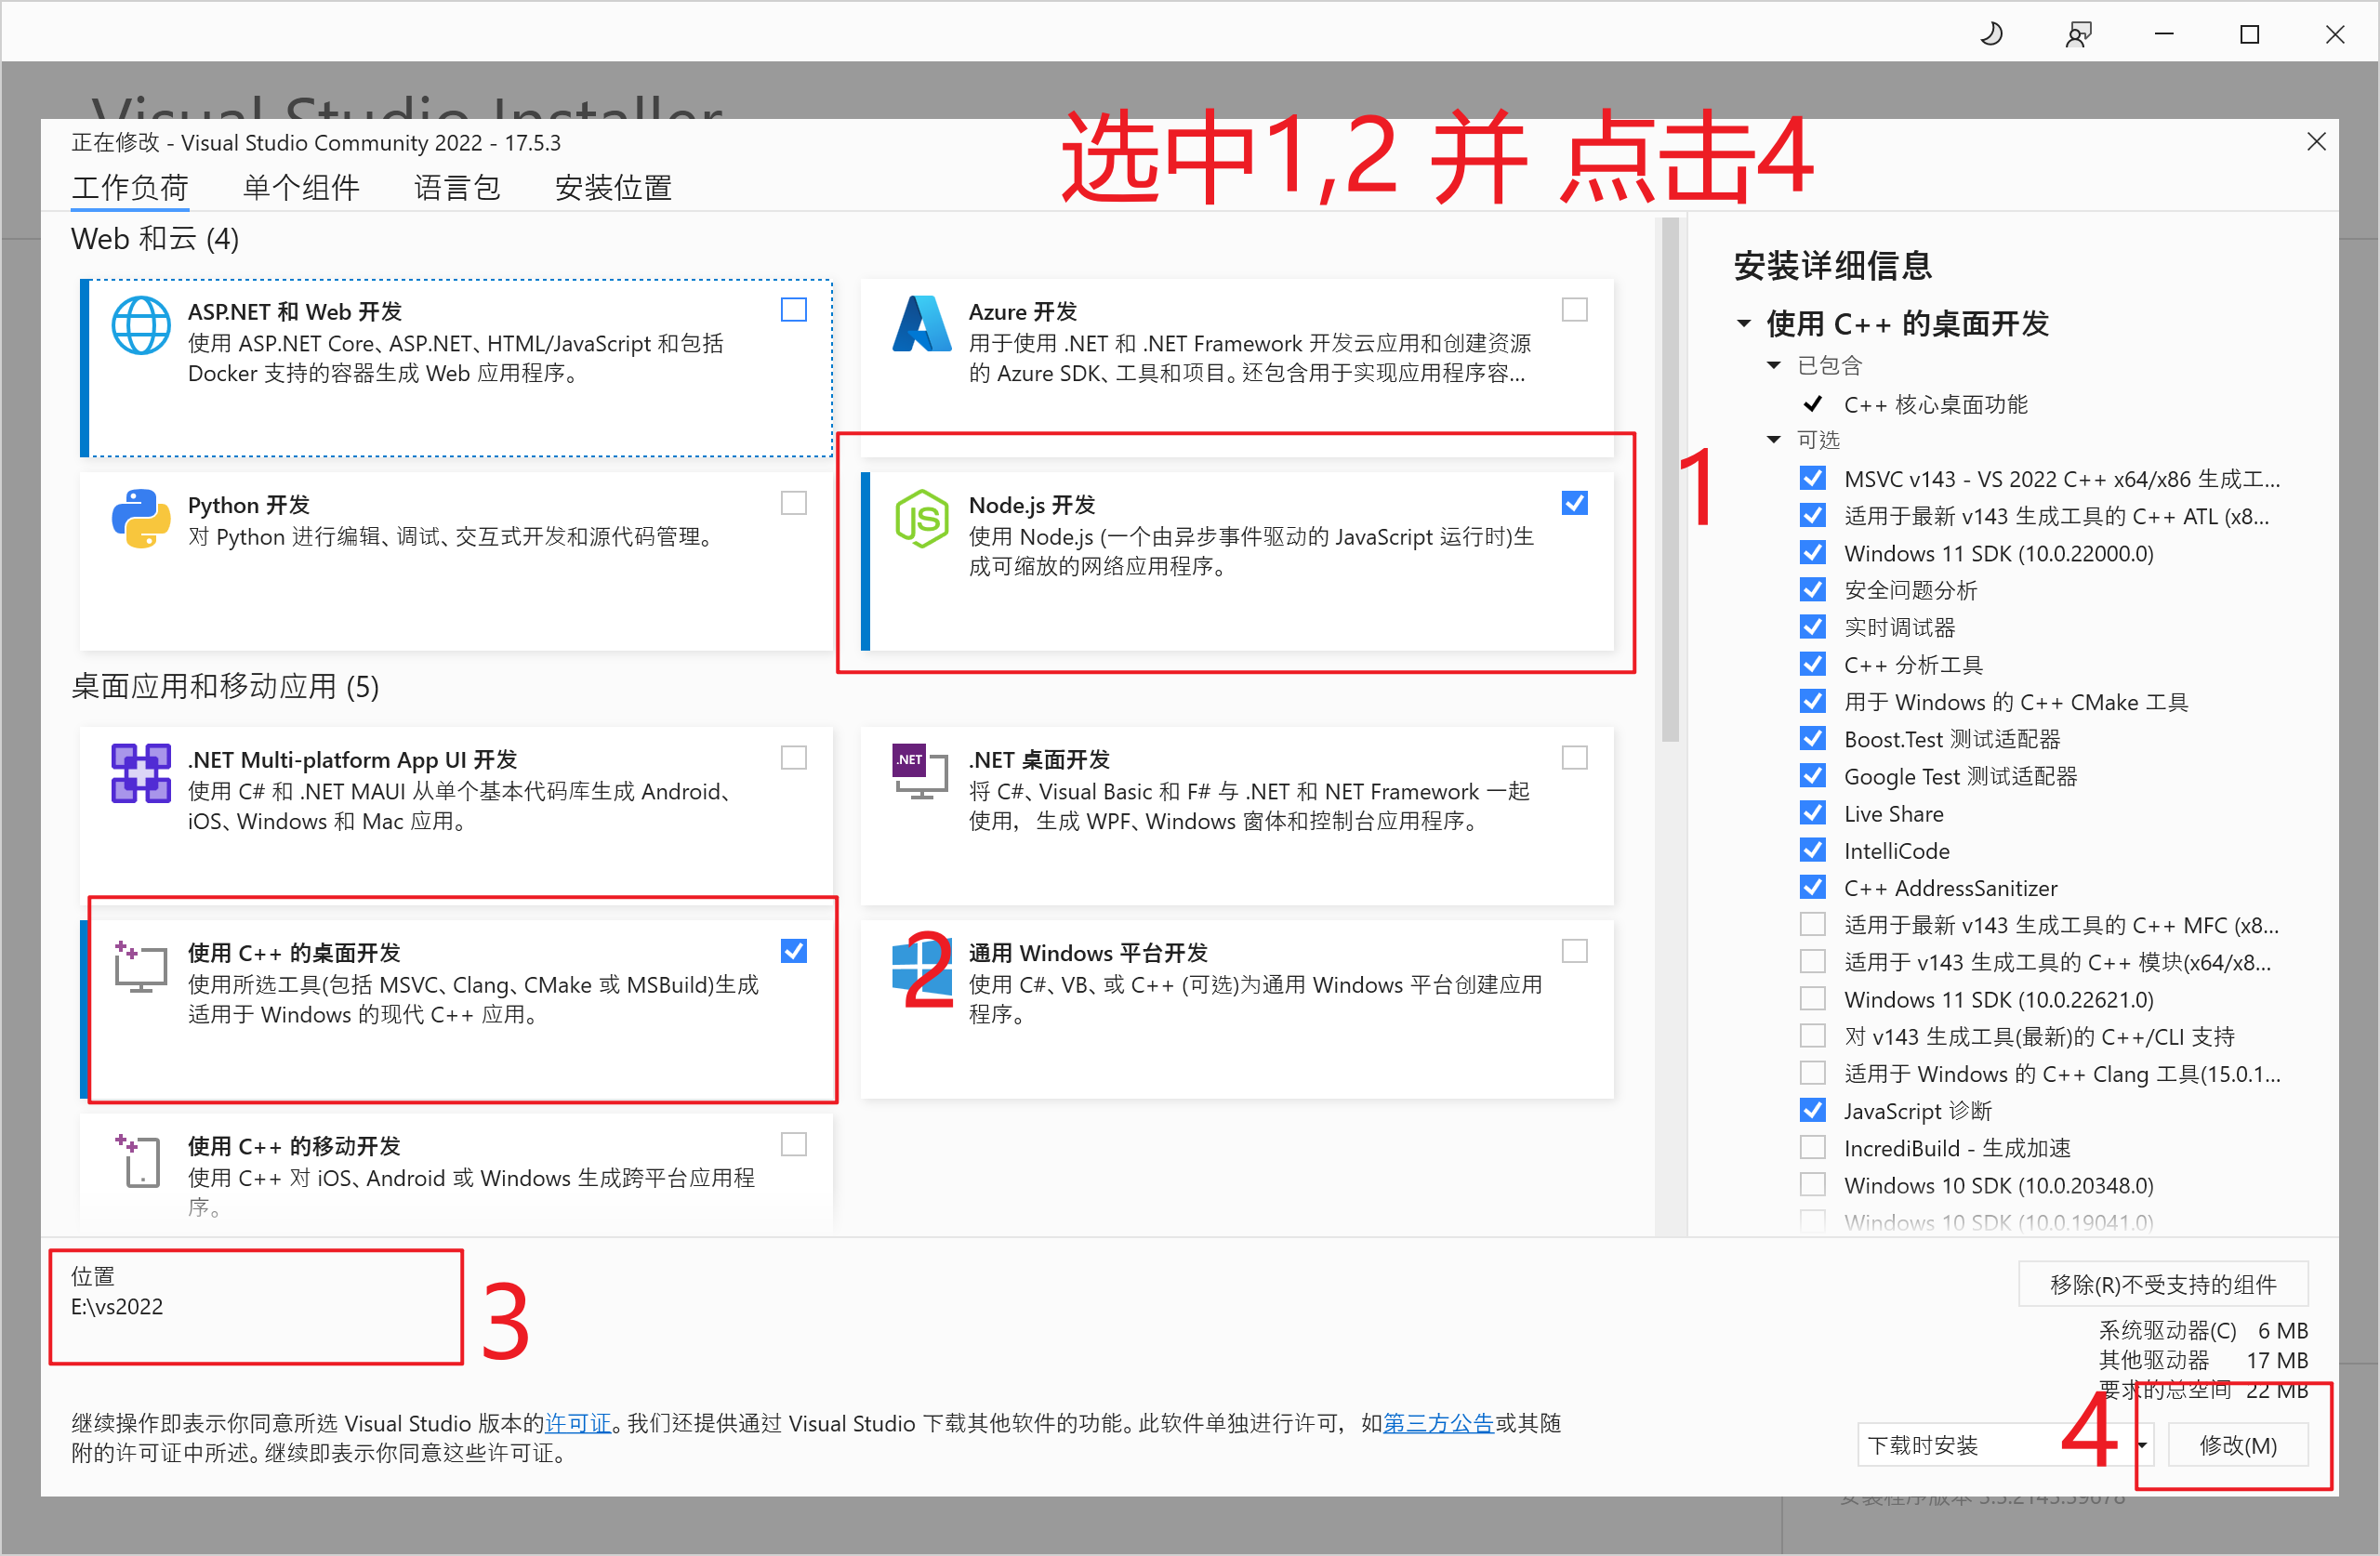 Visual Studio Installer
选中1,2 并 点击4
正在修改 - Visual Studio Community 2022 - 17.5.3
工作负荷 单个组件 语言包 安装位置
Web 和云 (4)
ASP.NET 和 Web 开发
使用 ASP.NET Core、ASP.NET、HTML/JavaScript 和包括
Docker 支持的容器生成 Web 应用程序。
Azure 开发
用于使用 .NET 和 .NET Framework 开发云应用和创建资源
的 Azure SDK、工具和项目。还包含用于实现应用程序容...
Python 开发
对 Python 进行编辑、调试、交互式开发和源代码管理。
Node.js 开发
使用 Node.js (一个由异步事件驱动的 JavaScript 运行时)生
成可缩放的网络应用程序。
1
桌面应用和移动应用 (5)
.NET Multi-platform App UI 开发
使用 C# 和 .NET MAUI 从单个基本代码库生成 Android、
iOS、Windows 和 Mac 应用。
.NET
.NET 桌面开发
将 C#、Visual Basic 和 F# 与 .NET 和 NET Framework 一起
使用，生成 WPF、Windows 窗体和控制台应用程序。
使用 C++ 的桌面开发
使用所选工具(包括 MSVC、Clang、CMake 或 MSBuild)生成
适用于 Windows 的现代 C++ 应用。
2
通用 Windows 平台开发
使用 C#、VB、或 C++ (可选)为通用 Windows 平台创建应用
程序。
使用 C++ 的移动开发
使用 C++ 对 iOS、Android 或 Windows 生成跨平台应用程
序。
安装详细信息
使用 C++ 的桌面开发
已包含
C++ 核心桌面功能
可选
MSVC v143 - VS 2022 C++ x64/x86 生成工...
适用于最新 v143 生成工具的 C++ ATL (x8...
Windows 11 SDK (10.0.22000.0)
安全问题分析
实时调试器
C++ 分析工具
用于 Windows 的 C++ CMake 工具
Boost.Test 测试适配器
Google Test 测试适配器
Live Share
IntelliCode
C++ AddressSanitizer
适用于最新 v143 生成工具的 C++ MFC (x8...
适用于 v143 生成工具的 C++ 模块(x64/x8...
Windows 11 SDK (10.0.22621.0)
对 v143 生成工具(最新)的 C++/CLI 支持
适用于 Windows 的 C++ Clang 工具(15.0.1...
JavaScript 诊断
IncrediBuild - 生成加速
Windows 10 SDK (10.0.20348.0)
Windows 10 SDK (10.0.19041.0)
位置
E:\vs2022
3
移除(R)不受支持的组件
系统驱动器(C) 6 MB
其他驱动器 17 MB
要求的总空间 22 MB
继续操作即表示你同意所选 Visual Studio 版本的许可证。我们还提供通过 Visual Studio 下载其他软件的功能。此软件单独进行许可，如第三方公告或其随
附的许可证中所述。继续即表示你同意这些许可证。
下载时安装
4
修改(M)
安装程序版本